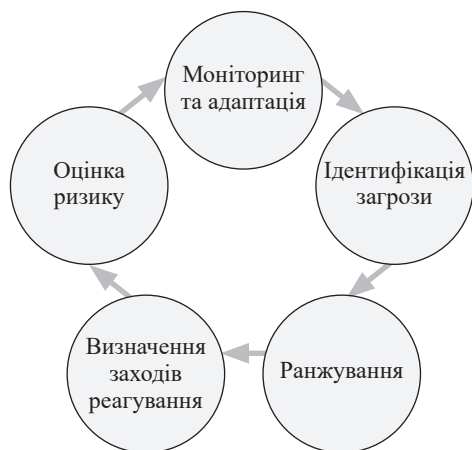 Моніторинг
та адаптація
Ідентифікація
загрози
Ранжування
Визначення
заходів
реагування
Оцінка
ризику